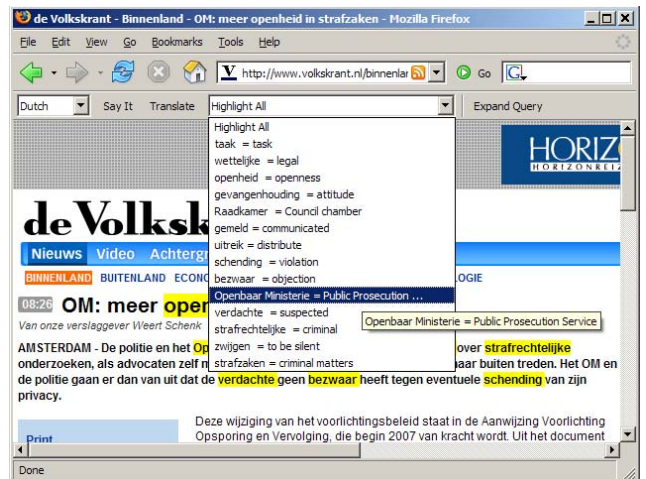 de Volkskrant - Binnenland - OM: meer openheid in strafzaken - Mozilla Firefox
File Edit View Go Bookmarks Tools Help
V http://www.volkskrant.nl/binnenlar Go G
Dutch Say It Translate Highlight All Expand Query
Highlight All
taak = task
wettelijke = legal
openheid = openness
gevangenhouding = attitude
Raadkamer = Council chamber
gemeld = communicated
uitreik = distribute
schending = violation
bezwaar = objection
Openbaar Ministerie = Public Prosecution ...
verdachte = suspected
strafrechtelijke = criminal
zwijgen = to be silent
strafzaken = criminal matters
Openbaar Ministerie = Public Prosecution Service
HORIZ
HORIZONREIZ
de Volksk
Nieuws Video Achtergr
BINNENLAND BUITENLAND ECONO OGIE
08:26 OM: meer oper
Van onze verslaggever Weert Schenk
AMSTERDAM - De politie en het Op over strafrechtelijke
onderzoeken, als advocaten zelf n aar buiten treden. Het OM en
de politie gaan er dan van uit dat de verdachte geen bezwaar heeft tegen eventuele schending van zijn
privacy.
Print
Deze wijziging van het voorlichtingsbeleid staat in de Aanwijzing Voorlichting
Opsporing en Vervolging, die begin 2007 van kracht wordt. Uit het document
Done